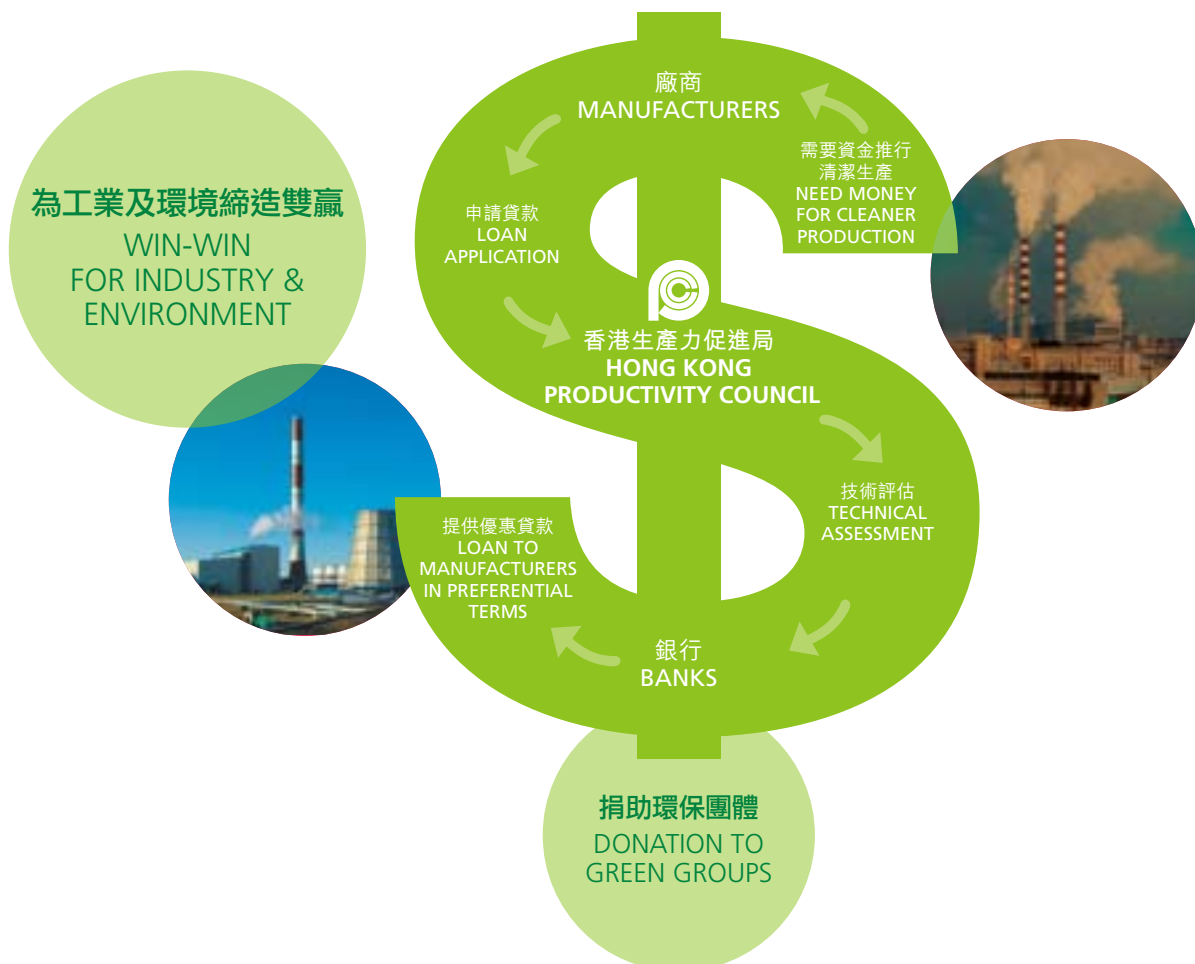 廠商
MANUFACTURERS
需要資金推行
清潔生產
NEED MONEY
FOR CLEANER
PRODUCTION
為工業及環境締造雙贏
WIN-WIN
FOR INDUSTRY &
ENVIRONMENT
申請貸款
LOAN
APPLICATION
香港生產力促進局
HONG KONG
PRODUCTIVITY COUNCIL
技術評估
TECHNICAL
ASSESSMENT
提供優惠貸款
LOAN TO
MANUFACTURERS
IN PREFERENTIAL
TERMS
銀行
BANKS
捐助環保團體
DONATION TO
GREEN GROUPS